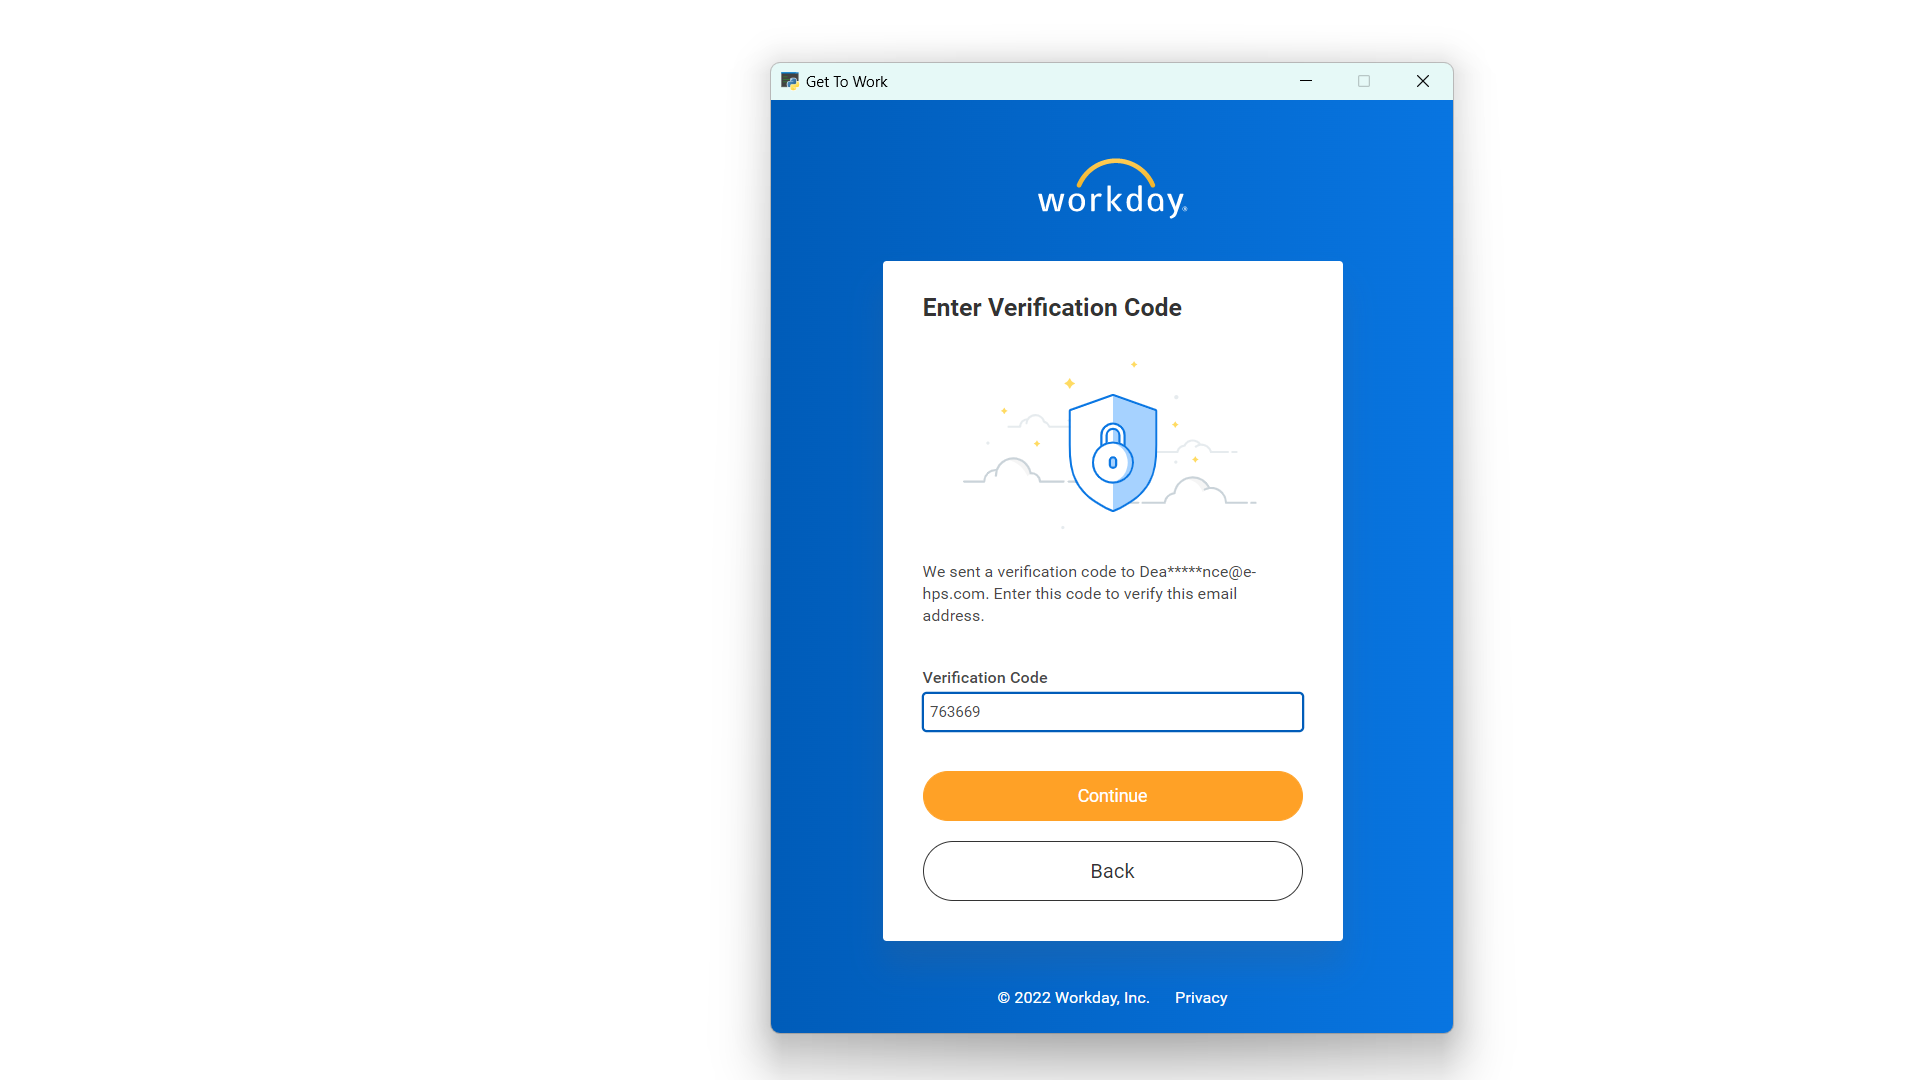 Get To Work
workday®
Enter Verification Code
We sent a verification code to Dea*****nce@e-
hps.com. Enter this code to verify this email
address.
Verification Code
763669
Continue
Back
© 2022 Workday, Inc. Privacy